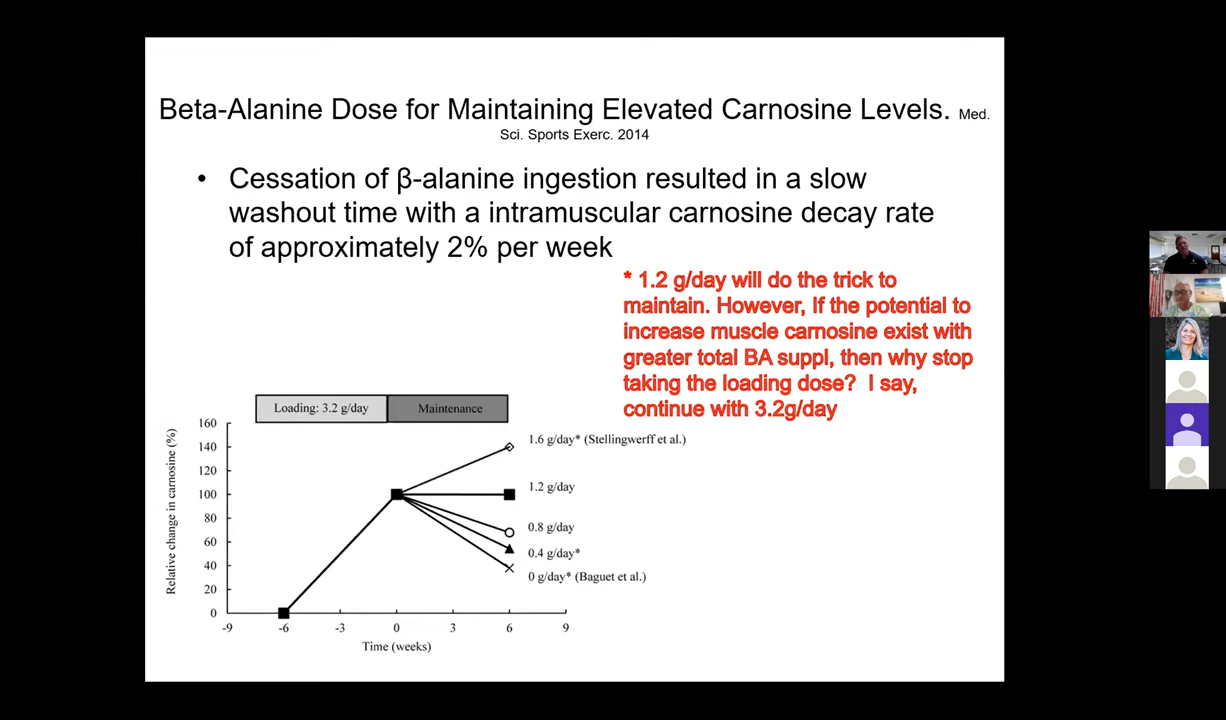 Beta-Alanine Dose for Maintaining Elevated Carnosine Levels. Med.
Sci. Sports Exerc. 2014
• Cessation of β-alanine ingestion resulted in a slow
washout time with a intramuscular carnosine decay rate
of approximately 2% per week
* 1.2 g/day will do the trick to
maintain. However, If the potential to
increase muscle carnosine exist with
greater total BA suppl, then why stop
taking the loading dose? I say,
continue with 3.2g/day
Loading: 3.2 g/day
Maintenance
Relative change in carnosine (%)
160
140
120
100
80
60
40
20
0
1.6 g/day* (Stellingwerff et al.)
1.2 g/day
0.8 g/day
0.4 g/day*
0 g/day* (Baguet et al.)
-9 -6 -3 0 3 6 9
Time (weeks)